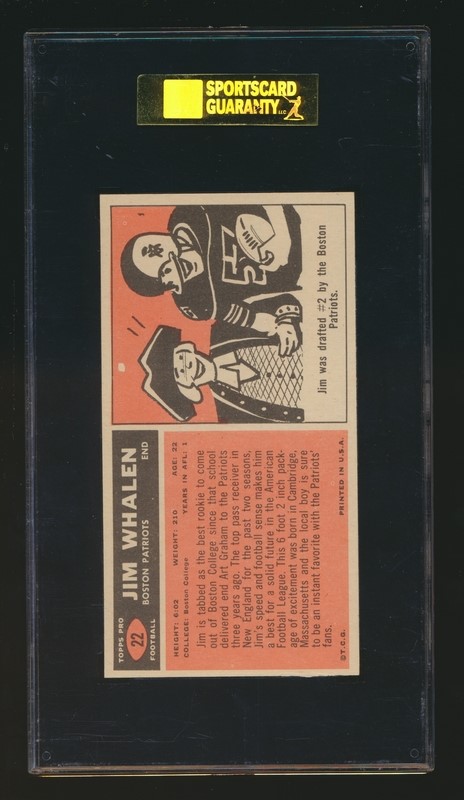 SPORTSCARD
GUARANTY LLC
TOPPS PRO
22
FOOTBALL
JIM WHALEN
BOSTON PATRIOTS END
HEIGHT: 6:02 WEIGHT: 210 AGE: 22
COLLEGE: Boston College YEARS IN AFL: 1
Jim is tabbed as the best rookie to come
out of Boston College since that school
delivered end Art Graham to the Patriots
three years ago. The top pass receiver in
New England for the past two seasons,
Jim's speed and football sense makes him
a best for a solid future in the American
Football League. This 6 foot 2 inch pack-
age of excitement was born in Cambridge,
Massachusetts and the local boy is sure
to be an instant favorite with the Patriots'
fans.
©T.C.G. PRINTED IN U.S.A.
Jim was drafted #2 by the Boston
Patriots.